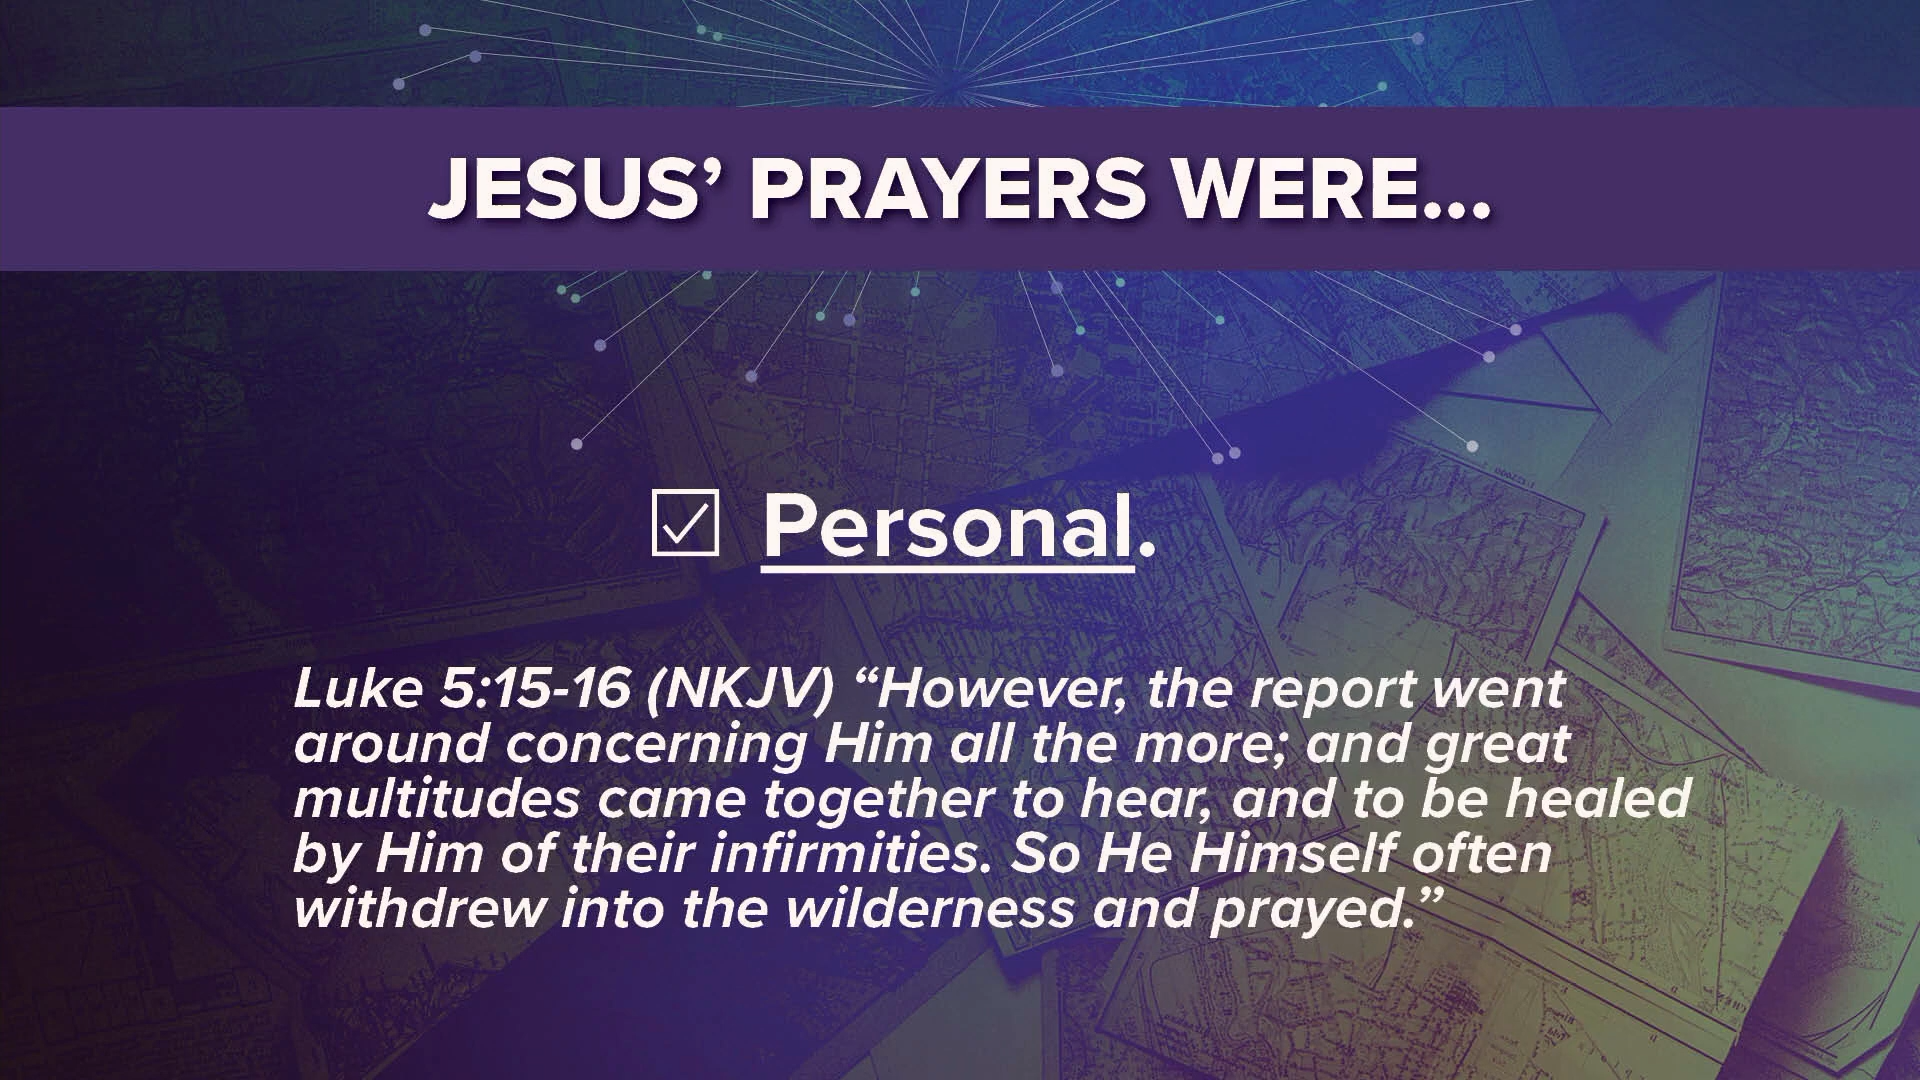 JESUS’ PRAYERS WERE...
☑ Personal.
Luke 5:15-16 (NKJV) “However, the report went
around concerning Him all the more; and great
multitudes came together to hear, and to be healed
by Him of their infirmities. So He Himself often
withdrew into the wilderness and prayed.”